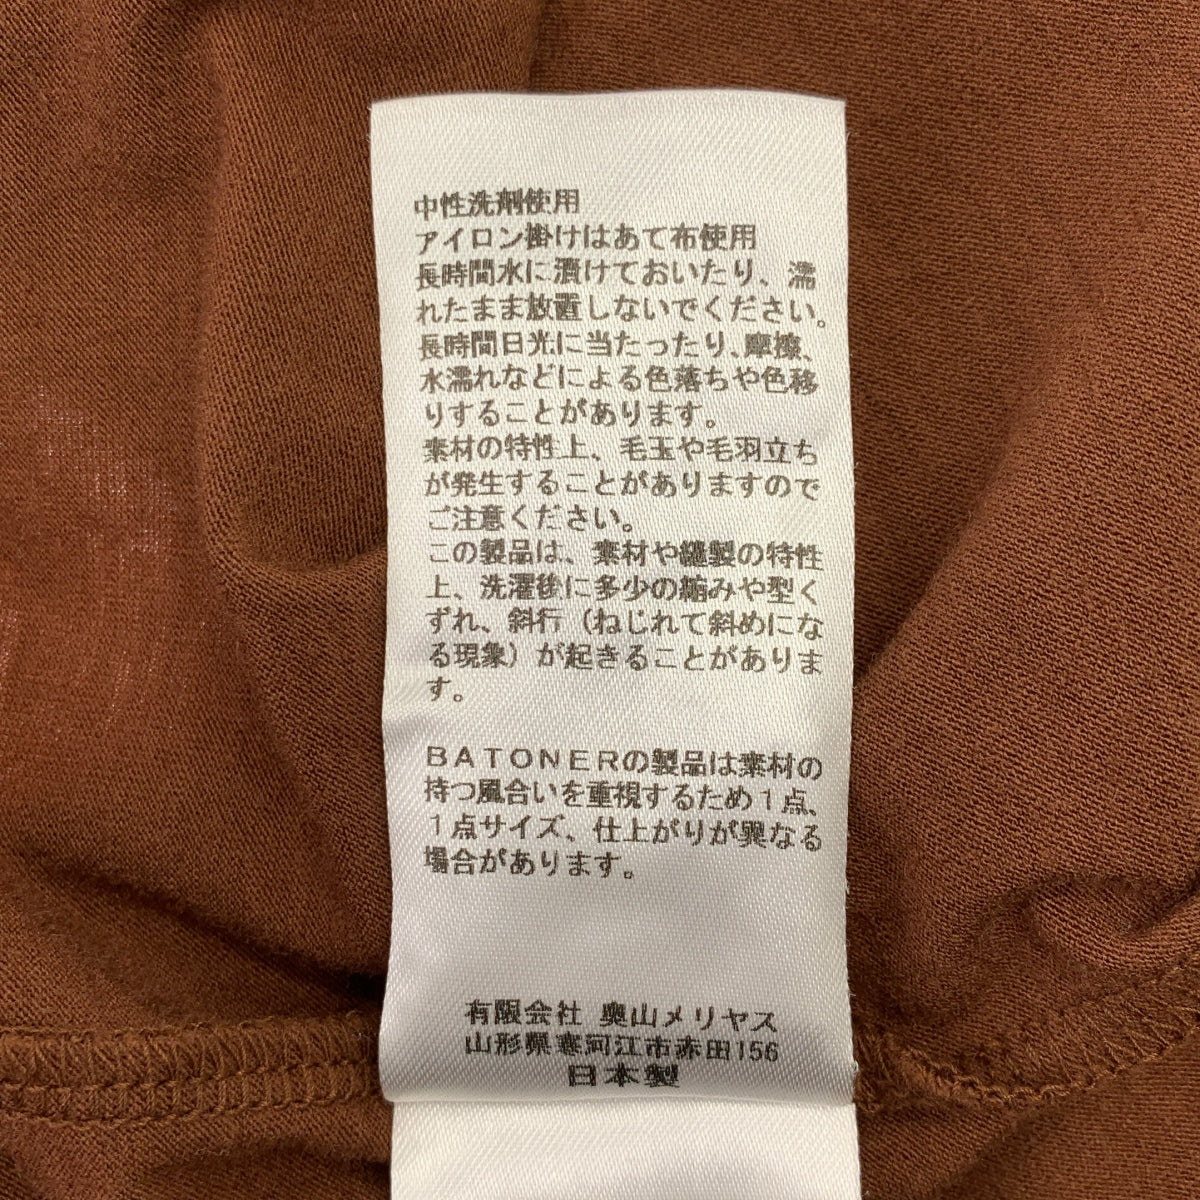 中性洗剤使用
アイロン掛けはあて布使用
長時間水に漬けておいたり、濡
れたまま放置しないでください。
長時間日光に当たったり、摩擦、
水濡れなどによる色落ちや色移
りすることがあります。
素材の特性上、毛玉や毛羽立ち
が発生することがありますので
ご注意ください。
この製品は、素材や縫製の特性
上、洗濯後に多少の縮みや型く
ずれ、斜行（ねじれて斜めにな
る現象）が起きることがありま
す。
ＢＡＴＯＮＥＲの製品は素材の
持つ風合いを重視するため１点、
１点サイズ、仕上がりが異なる
場合があります。
有限会社 奥山メリヤス
山形県寒河江市赤田156
日本製